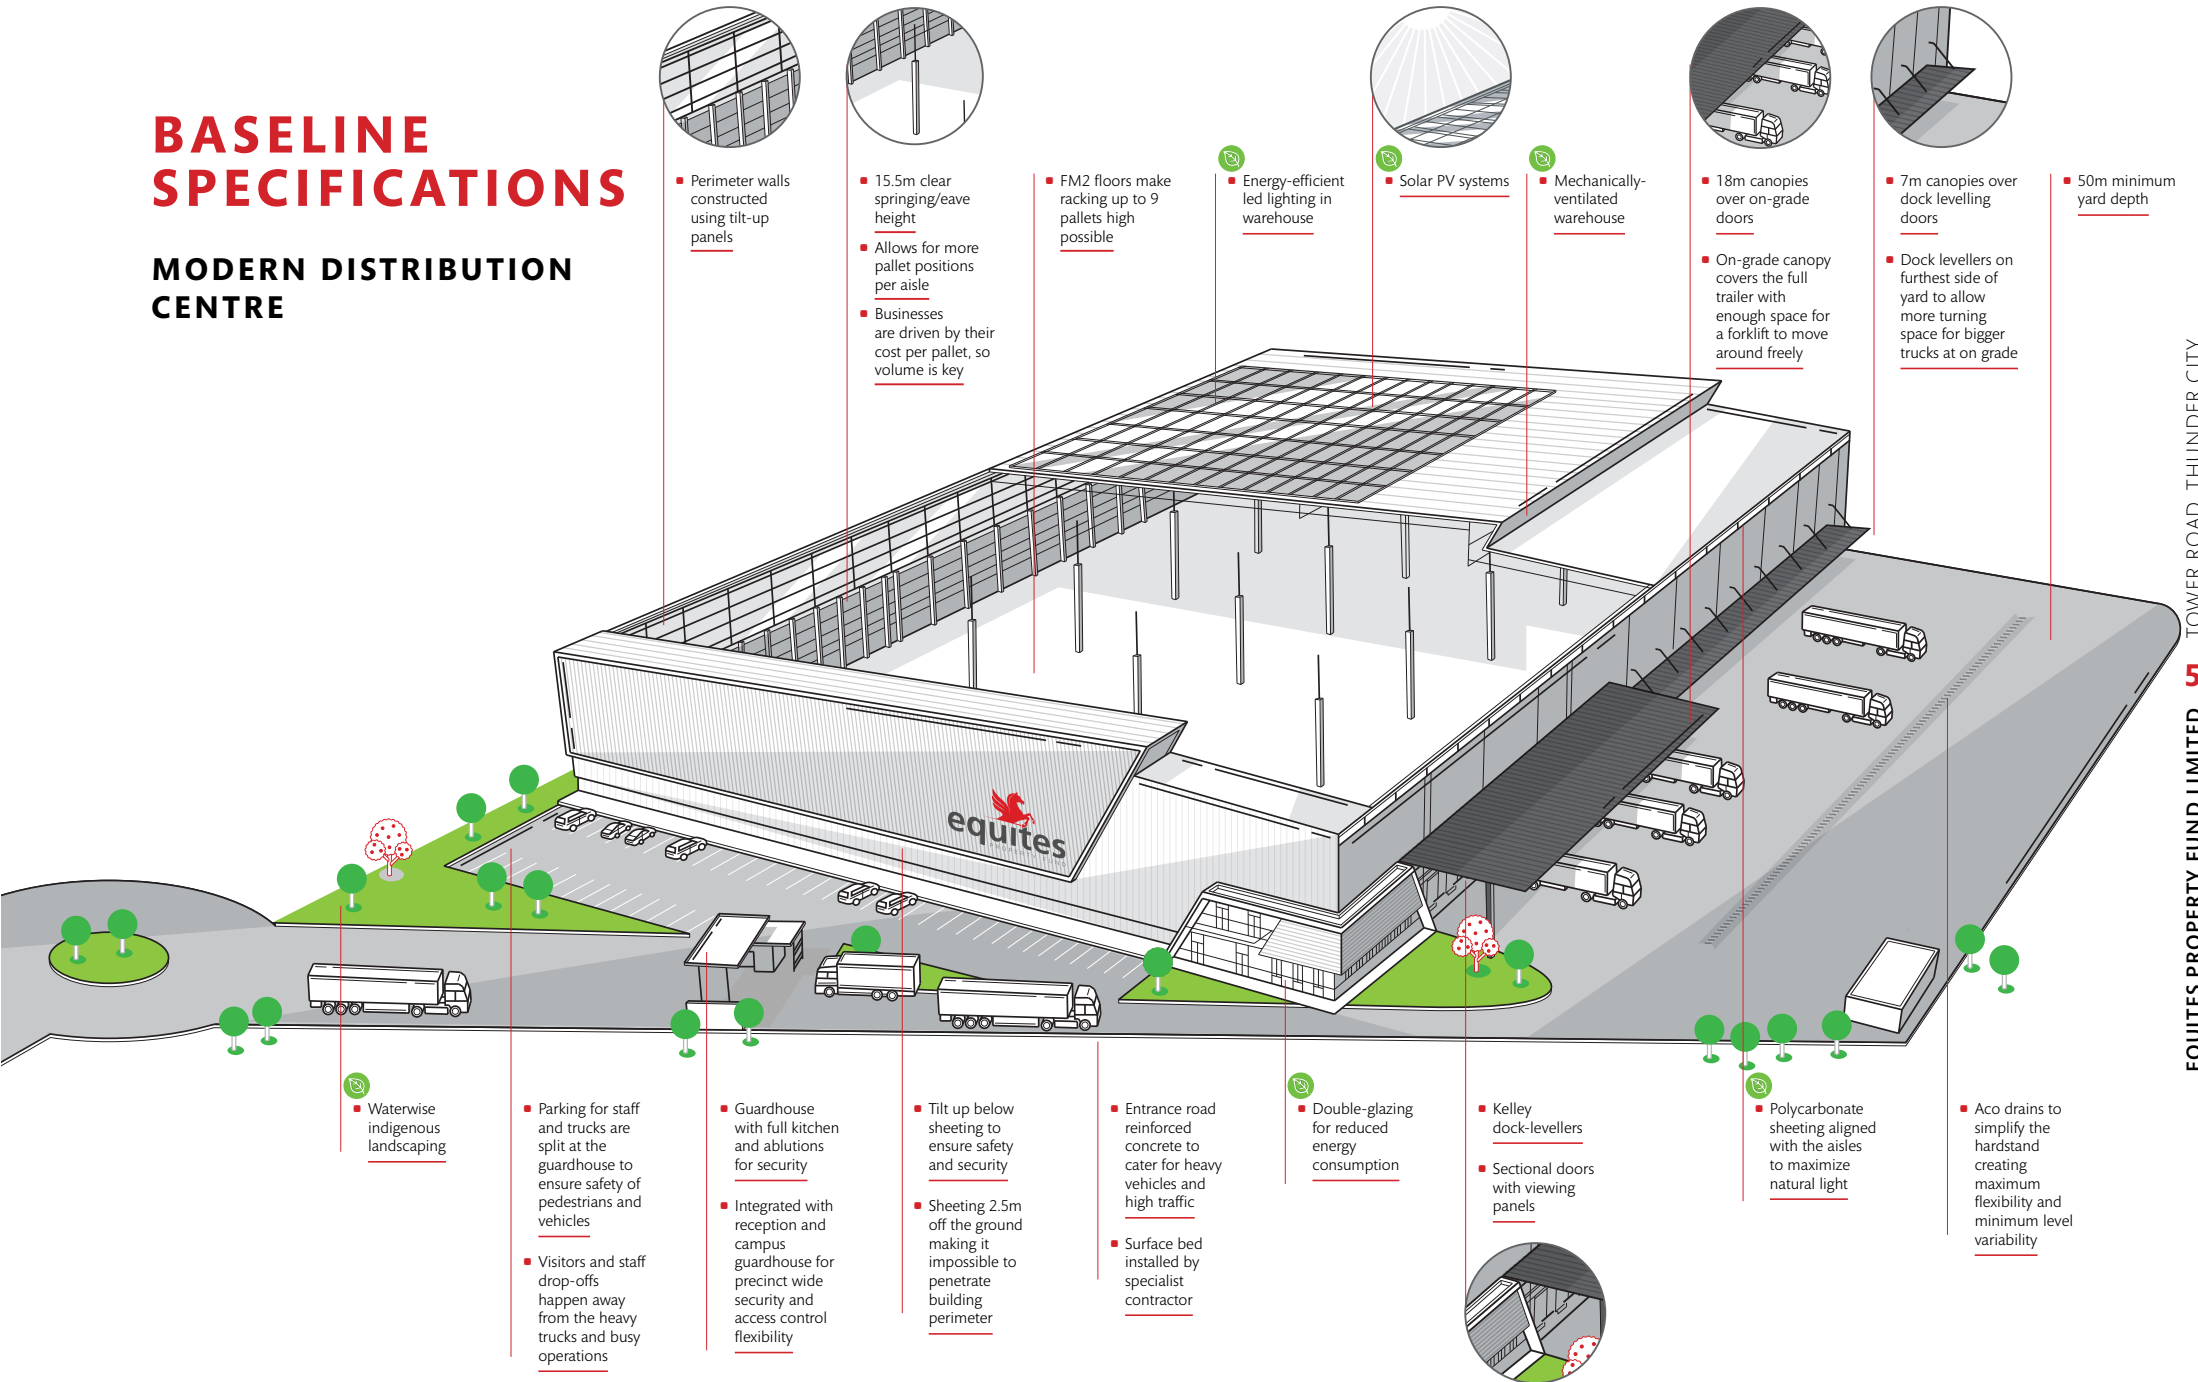 BASELINE
SPECIFICATIONS
MODERN DISTRIBUTION
CENTRE
Perimeter walls
constructed
using tilt-up
panels
15.5m clear
springing/eave
height
Allows for more
pallet positions
per aisle
Businesses
are driven by their
cost per pallet, so
volume is key
FM2 floors make
racking up to 9
pallets high
possible
Energy-efficient
led lighting in
warehouse
Solar PV systems
Mechanically-
ventilated
warehouse
18m canopies
over on-grade
doors
On-grade canopy
covers the full
trailer with
enough space for
a forklift to move
around freely
7m canopies over
dock levelling
doors
Dock levellers on
furthest side of
yard to allow
more turning
space for bigger
trucks at on grade
50m minimum
yard depth
equites
Waterwise
indigenous
landscaping
Parking for staff
and trucks are
split at the
guardhouse to
ensure safety of
pedestrians and
vehicles
Visitors and staff
drop-offs
happen away
from the heavy
trucks and busy
operations
Guardhouse
with full kitchen
and ablutions
for security
Integrated with
reception and
campus
guardhouse for
precinct wide
security and
access control
flexibility
Tilt up below
sheeting to
ensure safety
and security
Sheeting 2.5m
off the ground
making it
impossible to
penetrate
building
perimeter
Entrance road
reinforced
concrete to
cater for heavy
vehicles and
high traffic
Surface bed
installed by
specialist
contractor
Double-glazing
for reduced
energy
consumption
Kelley
dock-levellers
Sectional doors
with viewing
panels
Polycarbonate
sheeting aligned
with the aisles
to maximize
natural light
Aco drains to
simplify the
hardstand
creating
maximum
flexibility and
minimum level
variability
EQUITES PROPERTY FUND LIMITED 5 TOWER ROAD, THUNDER CITY